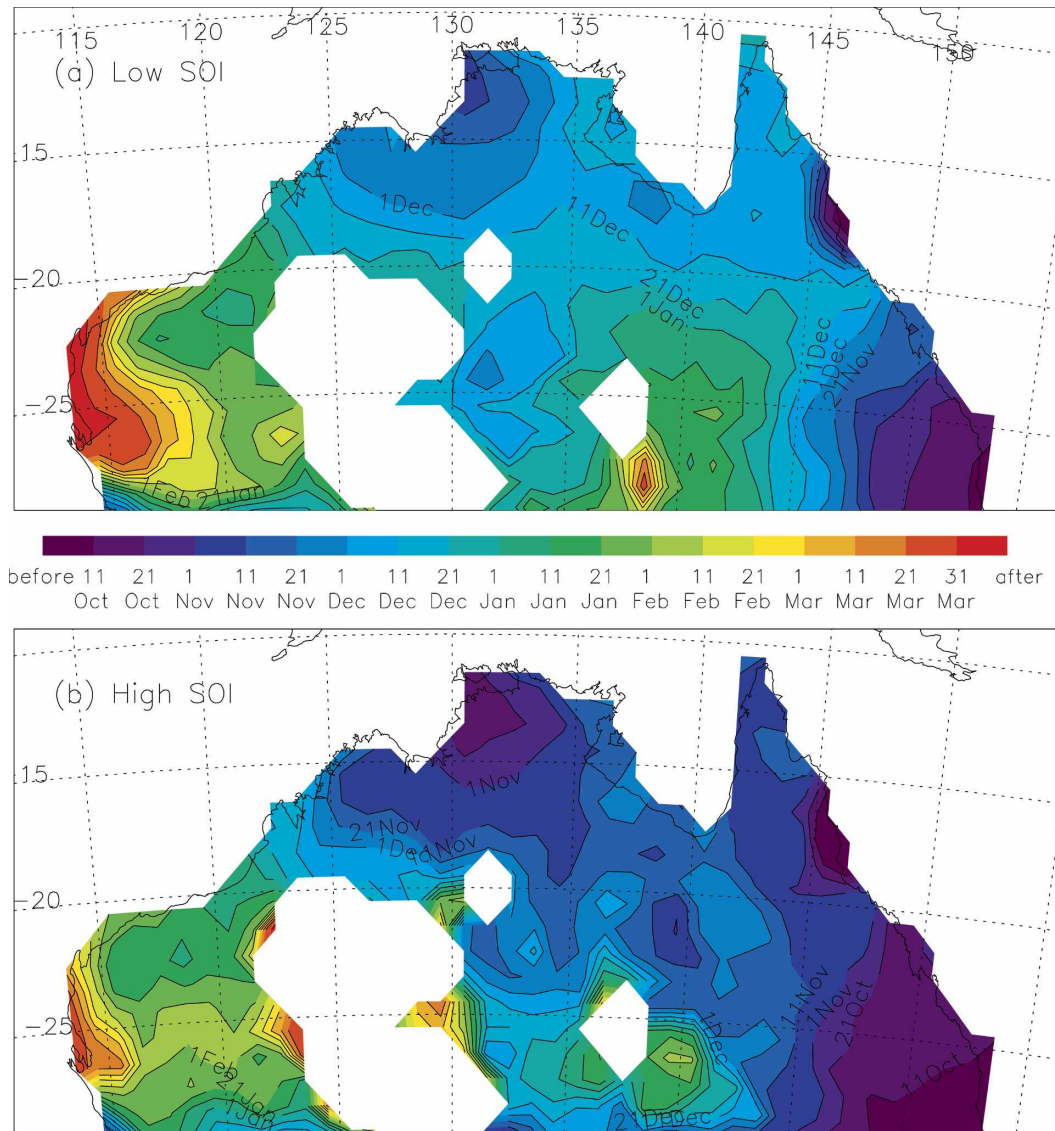 115 120 125 130 135 140 145 150
(a) Low SOI
-15
1Dec
11Dec
-20
21Dec
1Jan
11Dec
21Nov
-25
1Feb 21Jan
before 11 21 1 11 21 1 11 21 1 11 21 1 11 21 1 11 21 31 after
Oct Oct Nov Nov Nov Dec Dec Dec Jan Jan Jan Feb Feb Feb Mar Mar Mar Mar
(b) High SOI
-15
1Nov
21Nov
1Dec
-20
11Nov
1Nov
21Oct
-25
1Dec
1Feb
21Jan
1Jan
11Oct
21Dec